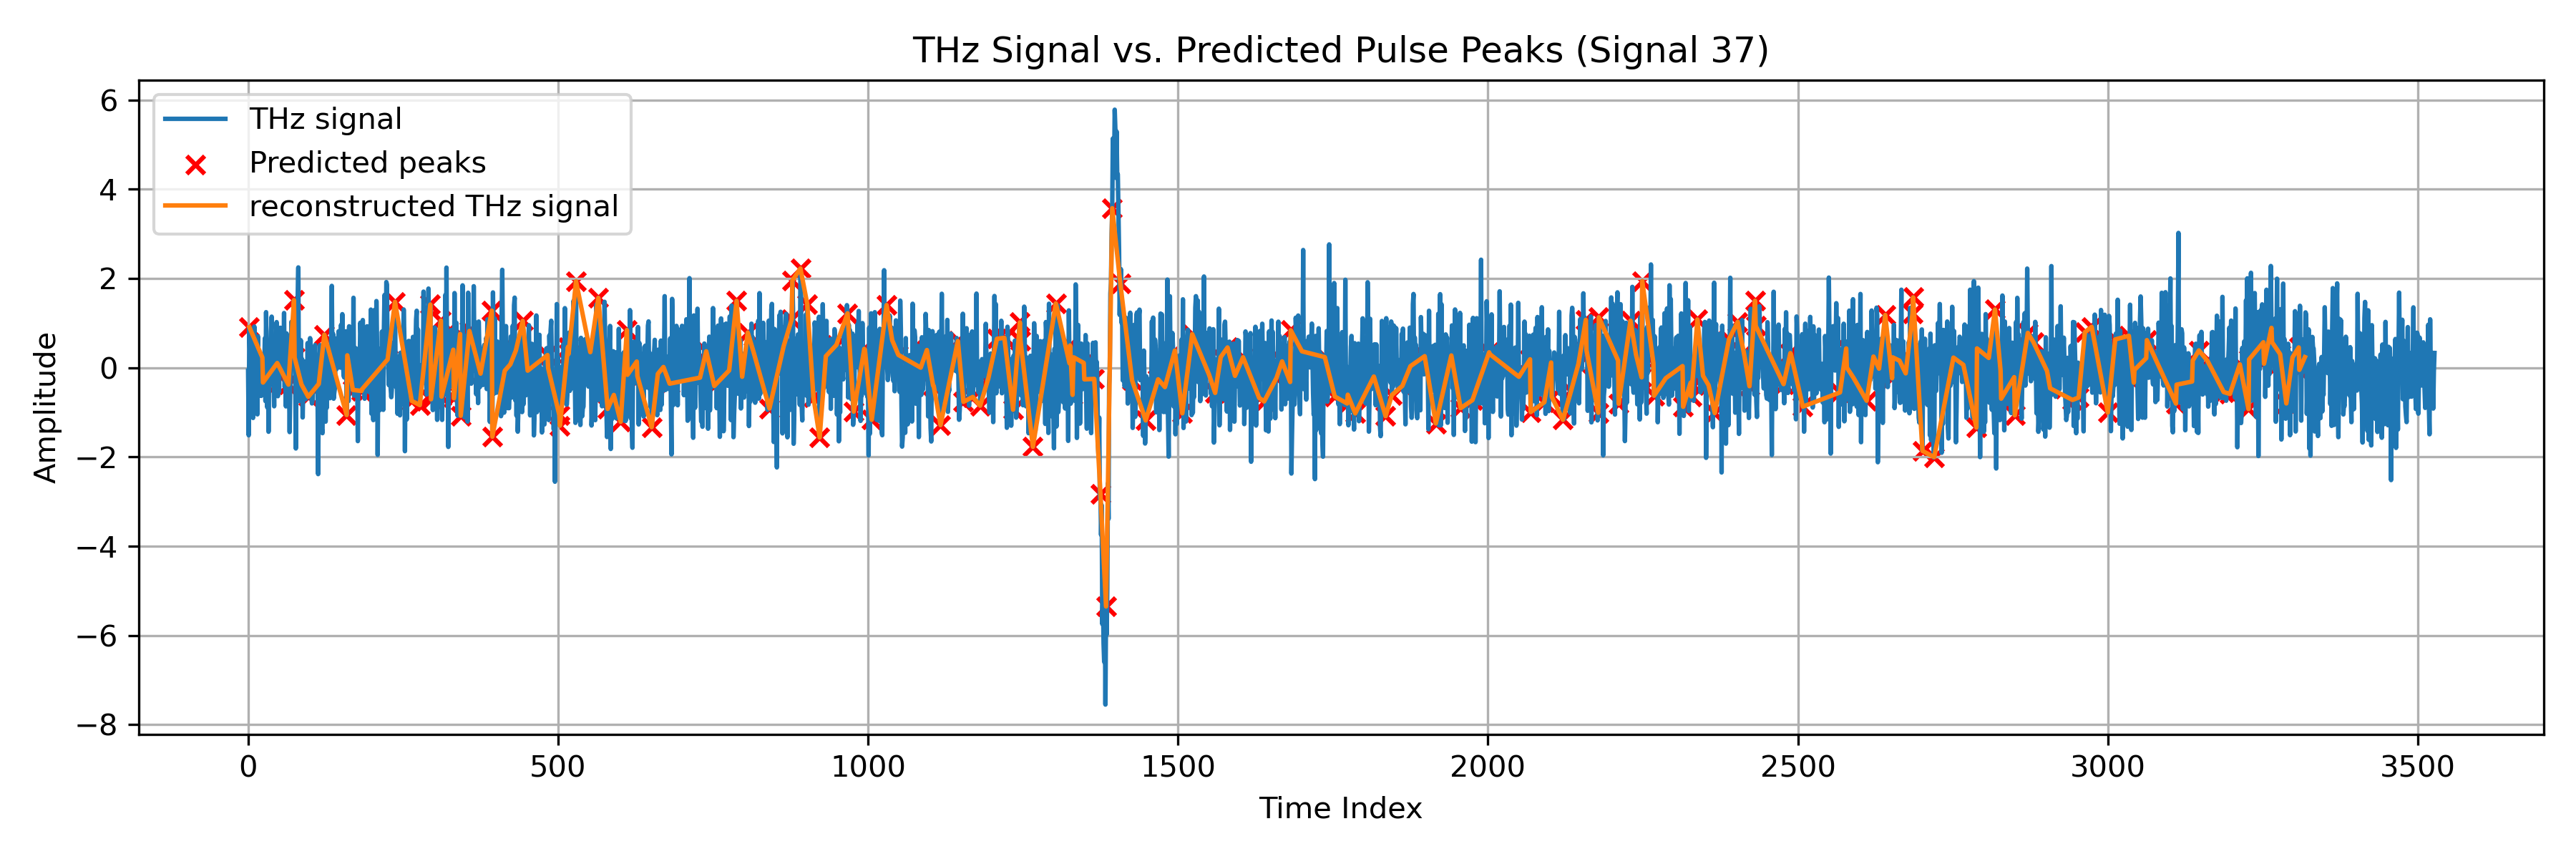 THz Signal vs. Predicted Pulse Peaks (Signal 37)
THz signal
Predicted peaks
reconstructed THz signal
Amplitude
6
4
2
0
−2
−4
−6
−8
0 500 1000 1500 2000 2500 3000 3500
Time Index